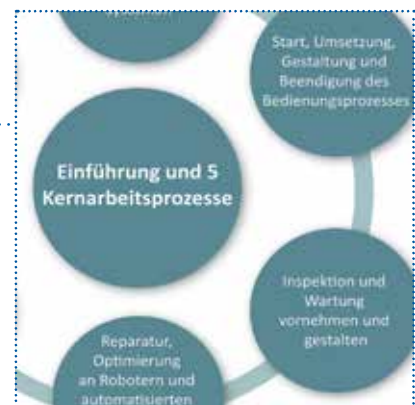 Start, Umsetzung,
Gestaltung und
Beendigung des
Bedienungsprozesses
Einführung und 5
Kernarbeitsprozesse
Inspektion und
Wartung
vornehmen und
gestalten
Reparatur,
Optimierung
an Robotern und
automatisierten